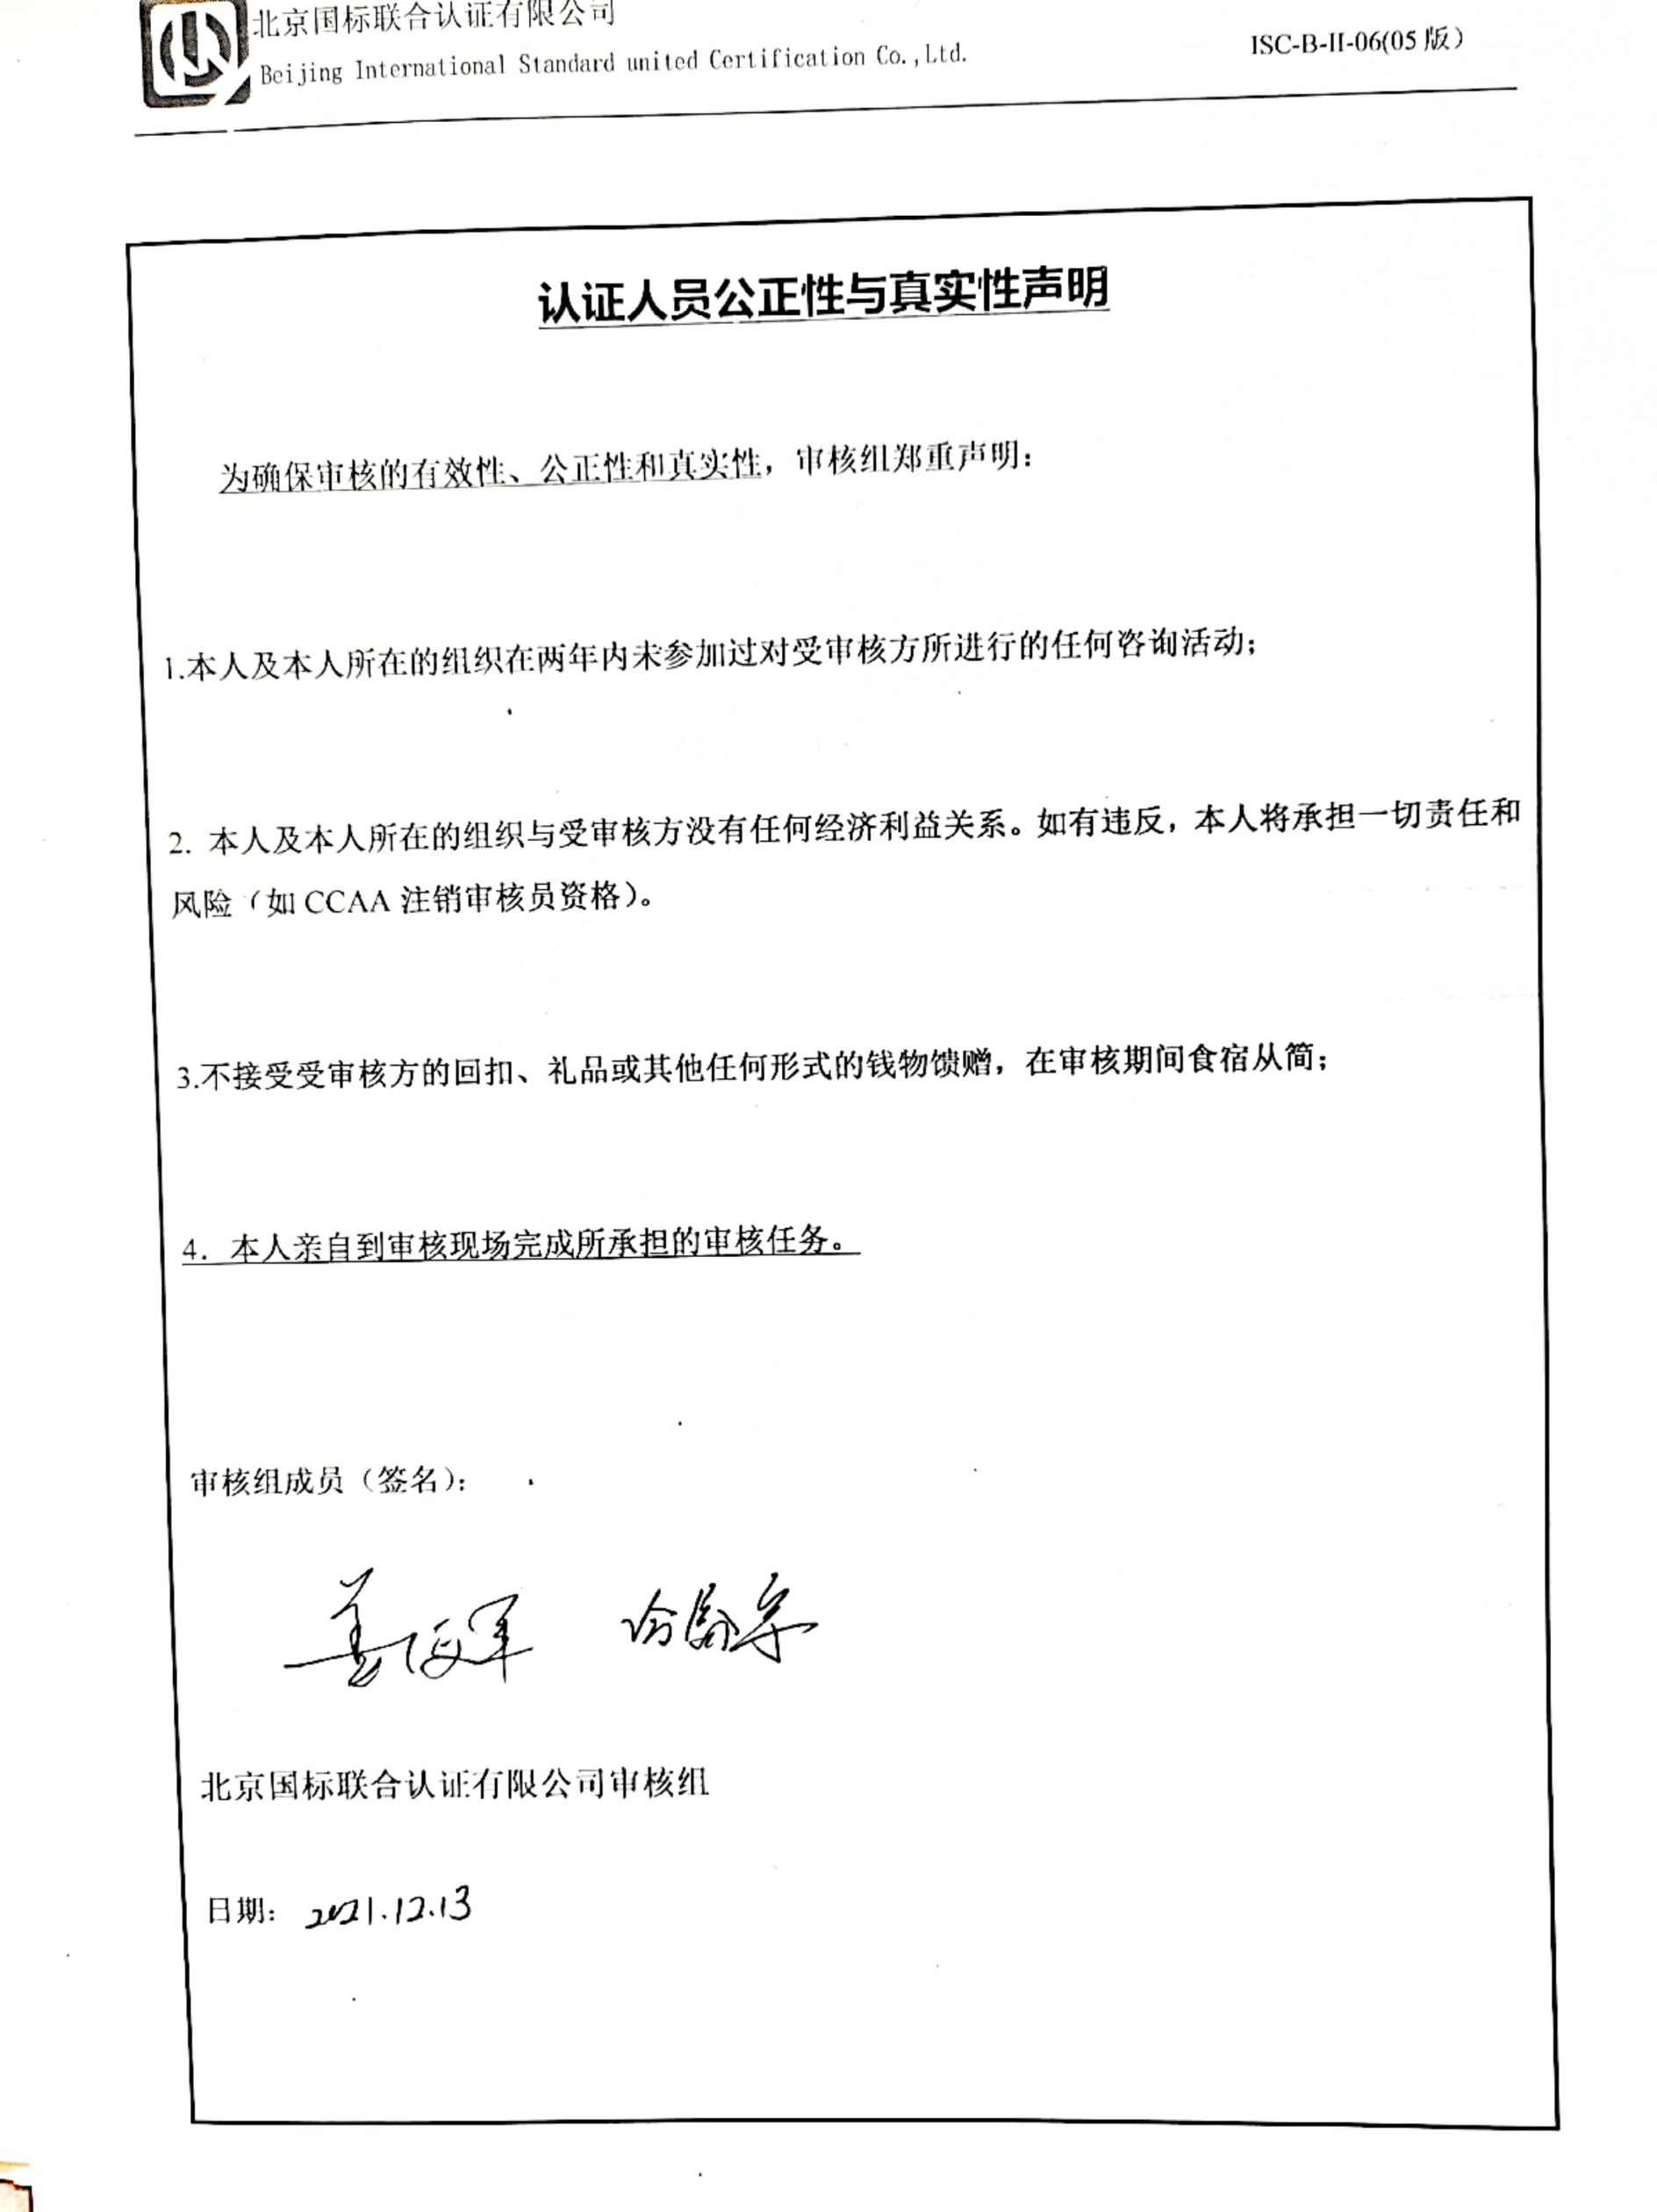 北京国标联合认证有限公司
Beijing International Standard united Certification Co.,Ltd.
ISC-B-II-06(05版)
认证人员公正性与真实性声明
为确保审核的有效性、公正性和真实性，审核组郑重声明：
1.本人及本人所在的组织在两年内未参加过对受审核方所进行的任何咨询活动；
2. 本人及本人所在的组织与受审核方没有任何经济利益关系。如有违反，本人将承担一切责任和
风险（如 CCAA 注销审核员资格）。
3.不接受受审核方的回扣、礼品或其他任何形式的钱物馈赠，在审核期间食宿从简；
4. 本人亲自到审核现场完成所承担的审核任务。
审核组成员（签名）：
北京国标联合认证有限公司审核组
日期：2021.12.13